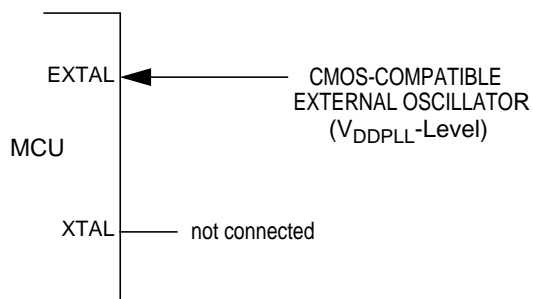 EXTAL
CMOS-COMPATIBLE
EXTERNAL OSCILLATOR
(VDDPLL-Level)
MCU
XTAL
not connected